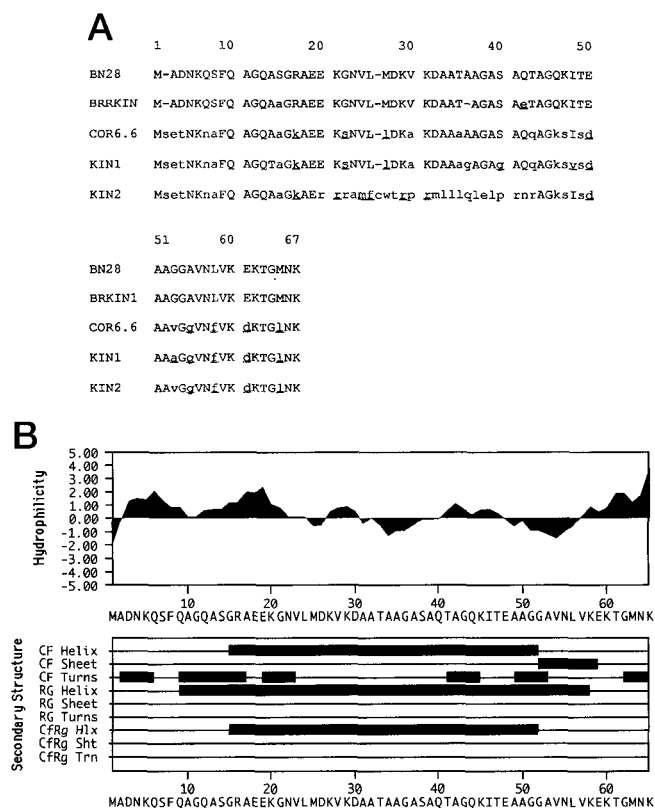 A
1 10 20 30 40 50
BN28 M-ADNKQSFQ AGQASGRAEE KGNVL-MDKV KDAATAAGAS AQTAGQKITE
BRRKIN M-ADNKQSFQ AGQAaGRAEE KGNVL-MDKV KDAAT-AGAS AeTAGQKITE
COR6.6 MsetNKnaFQ AGQAaGkAEE KsNVL-lDKa KDAAaAAGAS AQqAGksIsd
KIN1 MsetNKnaFQ AGQTaGkAEE KsNVL-lDKa KDAAgAAGAg AQqAGksvsd
KIN2 MsetNKnaFQ AGQAaGkAEr rramfcwtrp rmlllqlelp rnrAGksIsd
51 60 67
BN28 AAGGAVNLVK EKTGMNK
BRKIN1 AAGGAVNLVK EKTGMNK
COR6.6 AAvGgVNfVK dKTGlNK
KIN1 AAaGgVNfVK dKTGlNK
KIN2 AAvGgVNfVK dKTGlNK
B
Hydrophilicity
5.00
4.00
3.00
2.00
1.00
0.00
-1.00
-2.00
-3.00
-4.00
-5.00
10 20 30 40 50 60
MADNKQSFQAGQASGRAEEKGNVLMDKVKDAATAAGASAQTAGQKITEAAGGAVNLVKEKTGMNK
Secondary Structure
CF Helix
CF Sheet
CF Turns
RG Helix
RG Sheet
RG Turns
CfRg Hlx
CfRg Sht
CfRg Trn
10 20 30 40 50 60
MADNKQSFQAGQASGRAEEKGNVLMDKVKDAATAAGASAQTAGQKITEAAGGAVNLVKEKTGMNK